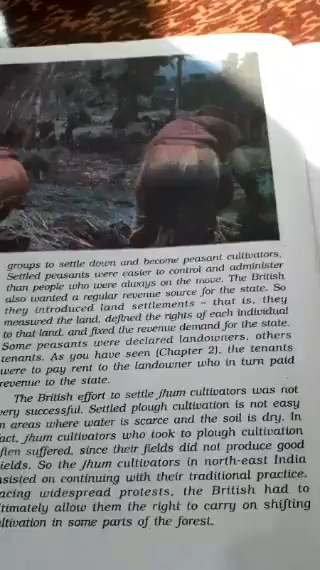 groups to settle down and become peasant cultivators.
Settled peasants were easier to control and administer
than people who were always on the move. The British
also wanted a regular revenue source for the state. So
they introduced land settlements – that is, they
measured the land, defined the rights of each individual
to that land, and fixed the revenue demand for the state.
Some peasants were declared landowners, others
tenants. As you have seen (Chapter 2), the tenants
were to pay rent to the landowner who in turn paid
revenue to the state.
The British effort to settle jhum cultivators was not
very successful. Settled plough cultivation is not easy
n areas where water is scarce and the soil is dry. In
act, jhum cultivators who took to plough cultivation
ften suffered, since their fields did not produce good
ields. So the jhum cultivators in north-east India
nsisted on continuing with their traditional practice.
acing widespread protests, the British had to
ltimately allow them the right to carry on shifting
ultivation in some parts of the forest.